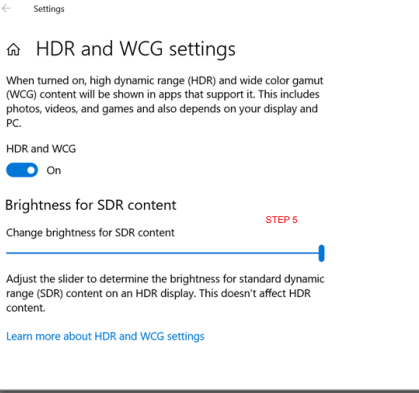 Settings
HDR and WCG settings
When turned on, high dynamic range (HDR) and wide color gamut
(WCG) content will be shown in apps that support it. This includes
photos, videos, and games and also depends on your display and
PC.
HDR and WCG
On
Brightness for SDR content
STEP 5
Change brightness for SDR content
Adjust the slider to determine the brightness for standard dynamic
range (SDR) content on an HDR display. This doesn't affect HDR
content.
Learn more about HDR and WCG settings